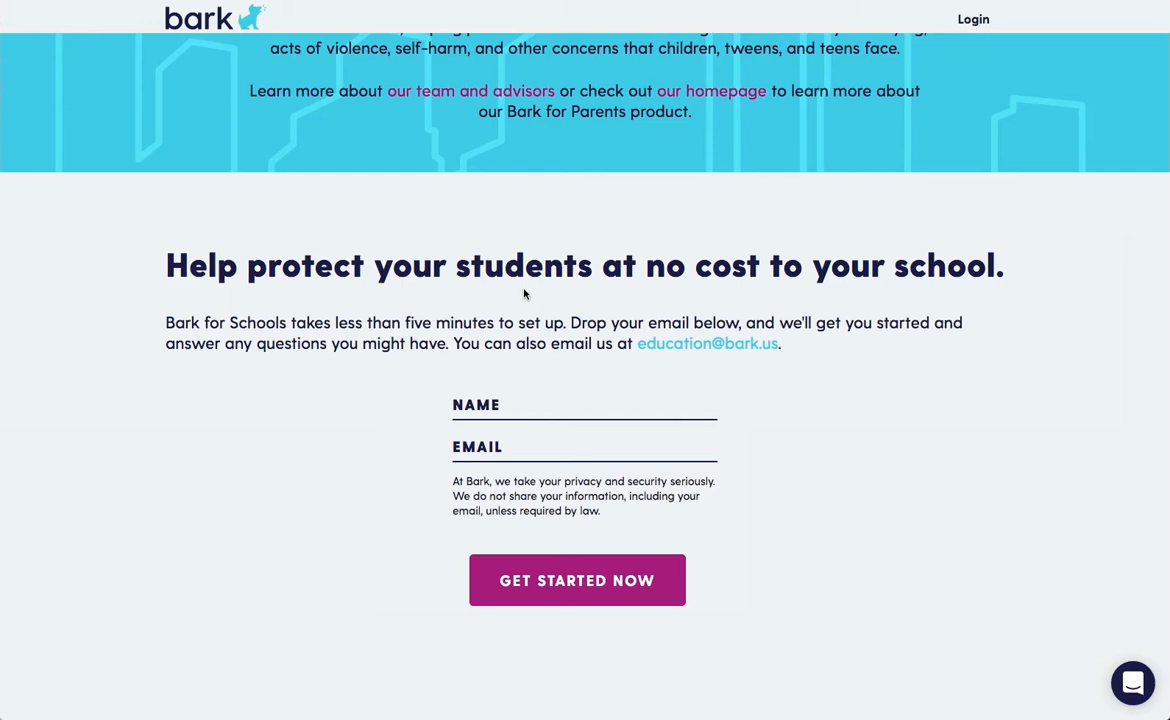 bark
Login
acts of violence, self-harm, and other concerns that children, tweens, and teens face.
Learn more about our team and advisors or check out our homepage to learn more about
our Bark for Parents product.
Help protect your students at no cost to your school.
Bark for Schools takes less than five minutes to set up. Drop your email below, and we'll get you started and
answer any questions you might have. You can also email us at education@bark.us.
NAME
EMAIL
At Bark, we take your privacy and security seriously.
We do not share your information, including your
email, unless required by law.
GET STARTED NOW